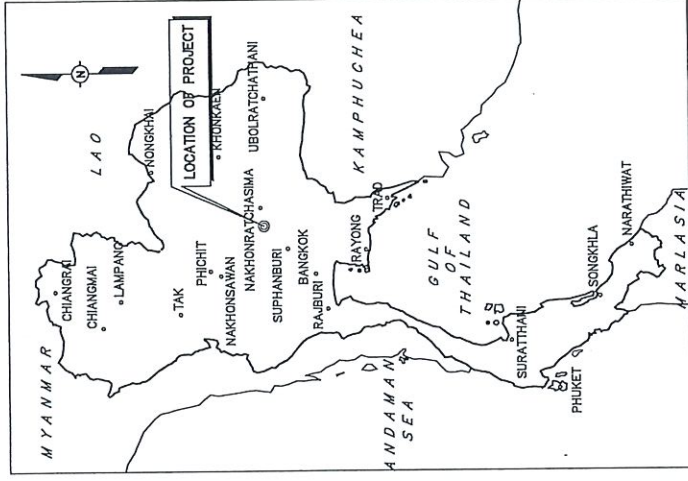 MYANMAR
LAO
N
CHIANGRAI
CHIANGMAI
LAMPANG
NONGKHAI
LOCATION OF PROJECT
TAK
KHONKAEN
PHICHIT
NAKHONSAWAN
NAKHONRATCHASIMA
UBOLRATCHATHANI
SUPHANBURI
BANGKOK
RAJBURI
KAMPHUCHEA
RAYONG
TRAD
GULF
OF
THAILAND
ANDAMAN
SEA
SURATTHANI
PHUKET
SONGKHLA
NARATHIWAT
MARLASIA